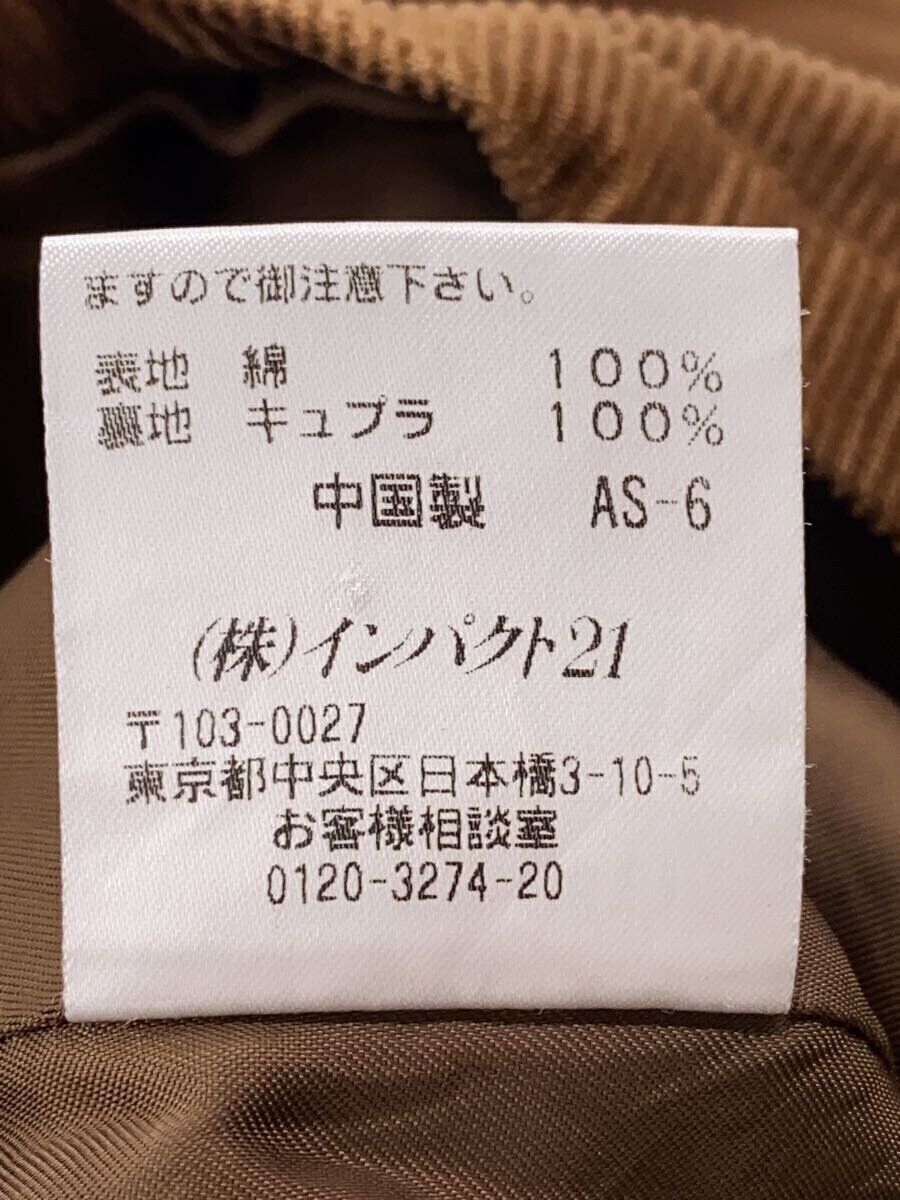 ますので御注意下さい。
表地 綿 100%
裏地 キュプラ 100%
中国製 AS-6
(株)インパクト21
〒103-0027
東京都中央区日本橋3-10-5
お客様相談室
0120-3274-20